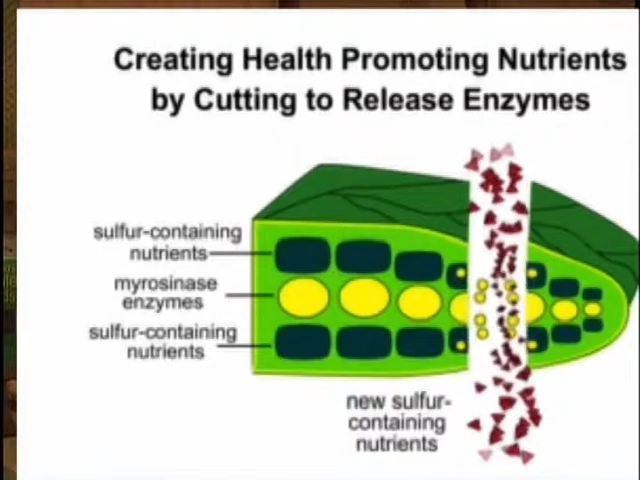 Creating Health Promoting Nutrients
by Cutting to Release Enzymes
sulfur-containing
nutrients
myrosinase
enzymes
sulfur-containing
nutrients
new sulfur-
containing
nutrients